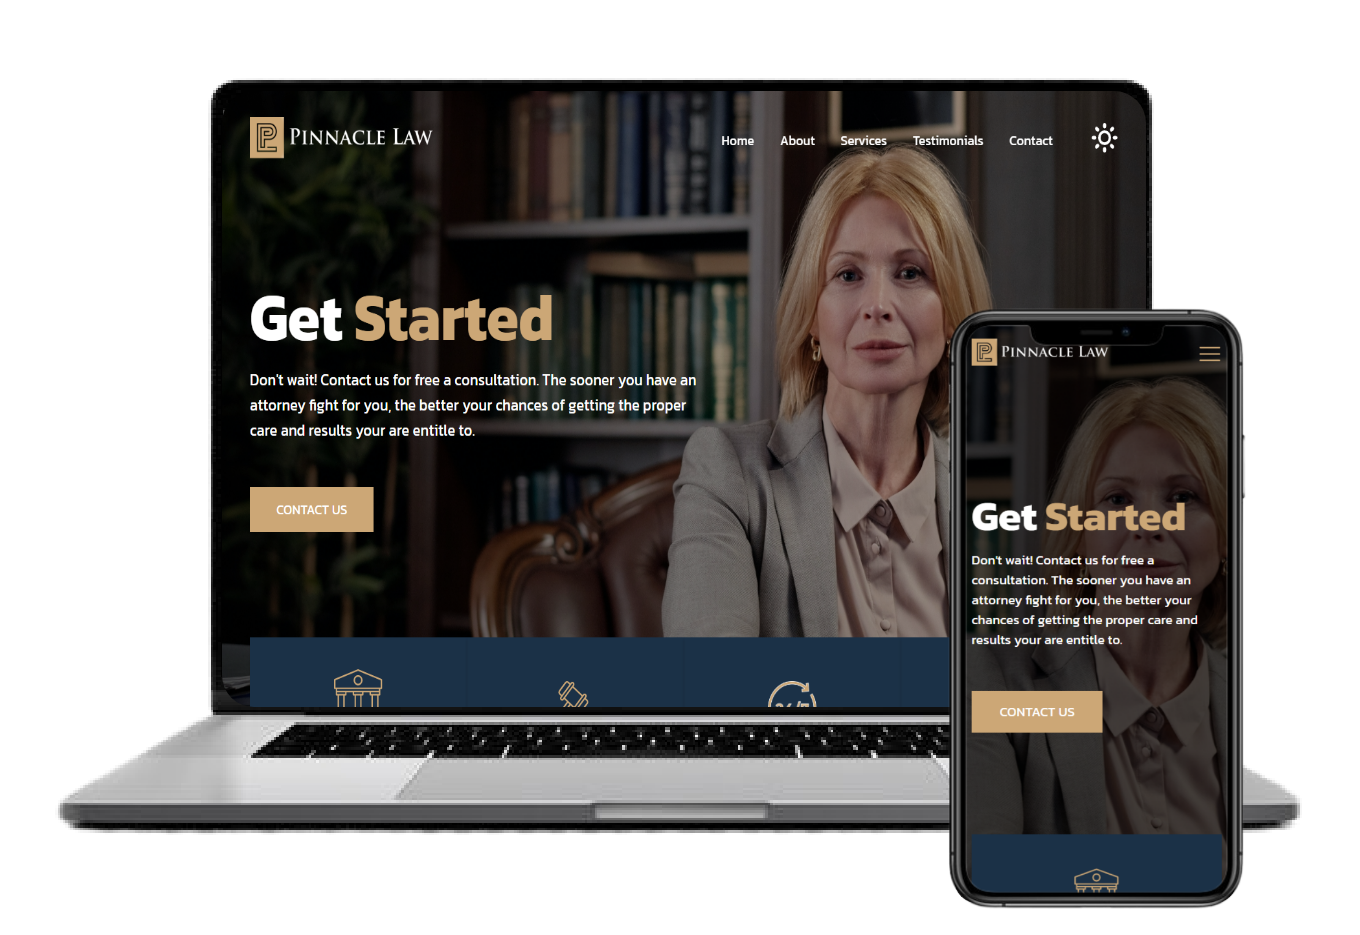 PINNACLE LAW
Home About Services Testimonials Contact
Get Started
Don't wait! Contact us for free a consultation. The sooner you have an
attorney fight for you, the better your chances of getting the proper
care and results your are entitle to.
CONTACT US
24/7
PINNACLE LAW
Get Started
Don't wait! Contact us for free a
consultation. The sooner you have an
attorney fight for you, the better your
chances of getting the proper care and
results your are entitle to.
CONTACT US